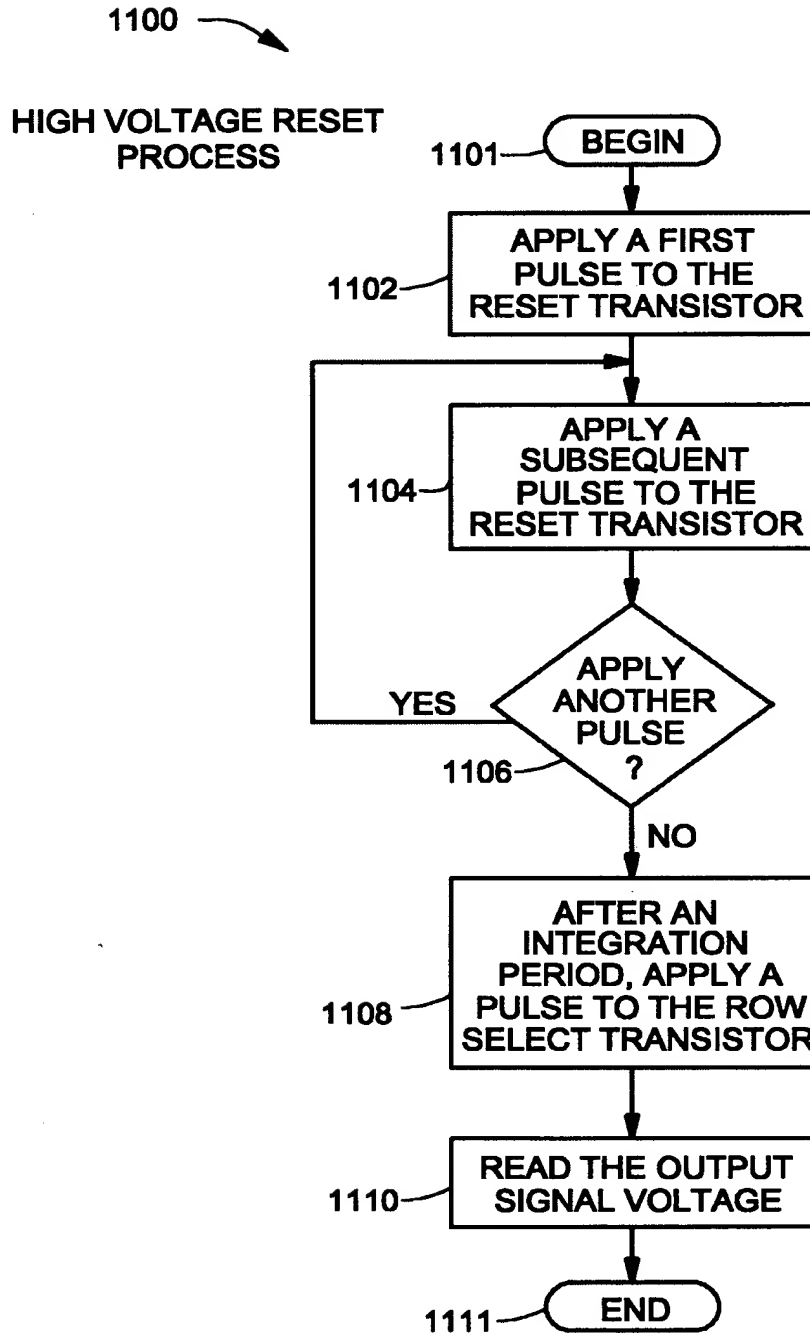 1100
HIGH VOLTAGE RESET
PROCESS
1101
BEGIN
1102
APPLY A FIRST
PULSE TO THE
RESET TRANSISTOR
1104
APPLY A
SUBSEQUENT
PULSE TO THE
RESET TRANSISTOR
APPLY
ANOTHER
PULSE
?
YES
1106
NO
1108
AFTER AN
INTEGRATION
PERIOD, APPLY A
PULSE TO THE ROW
SELECT TRANSISTOR
1110
READ THE OUTPUT
SIGNAL VOLTAGE
1111
END